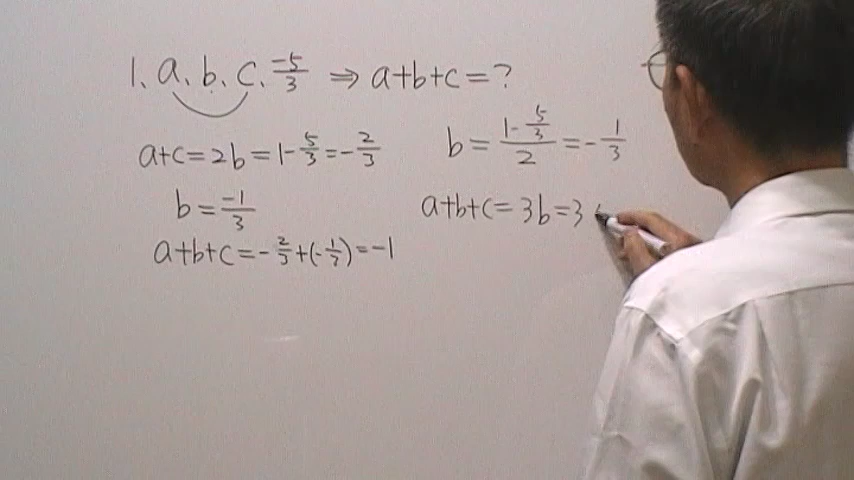 1、a、b、c、-5/3 ⇒ a+b+c=?
a+c=2b=1-5/3=-2/3
b=-1/3
a+b+c=-2/3+(-1/3)=-1
b=(1-5/3)/2=-1/3
a+b+c=3b=3